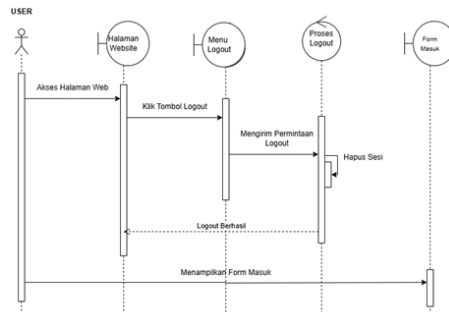 USER
Halaman
Website
Menu
Logout
Proses
Logout
Form
Masuk
Akses Halaman Web
Klik Tombol Logout
Mengirim Permintaan
Logout
Hapus Sesi
Logout Berhasil
Menampilkan Form Masuk